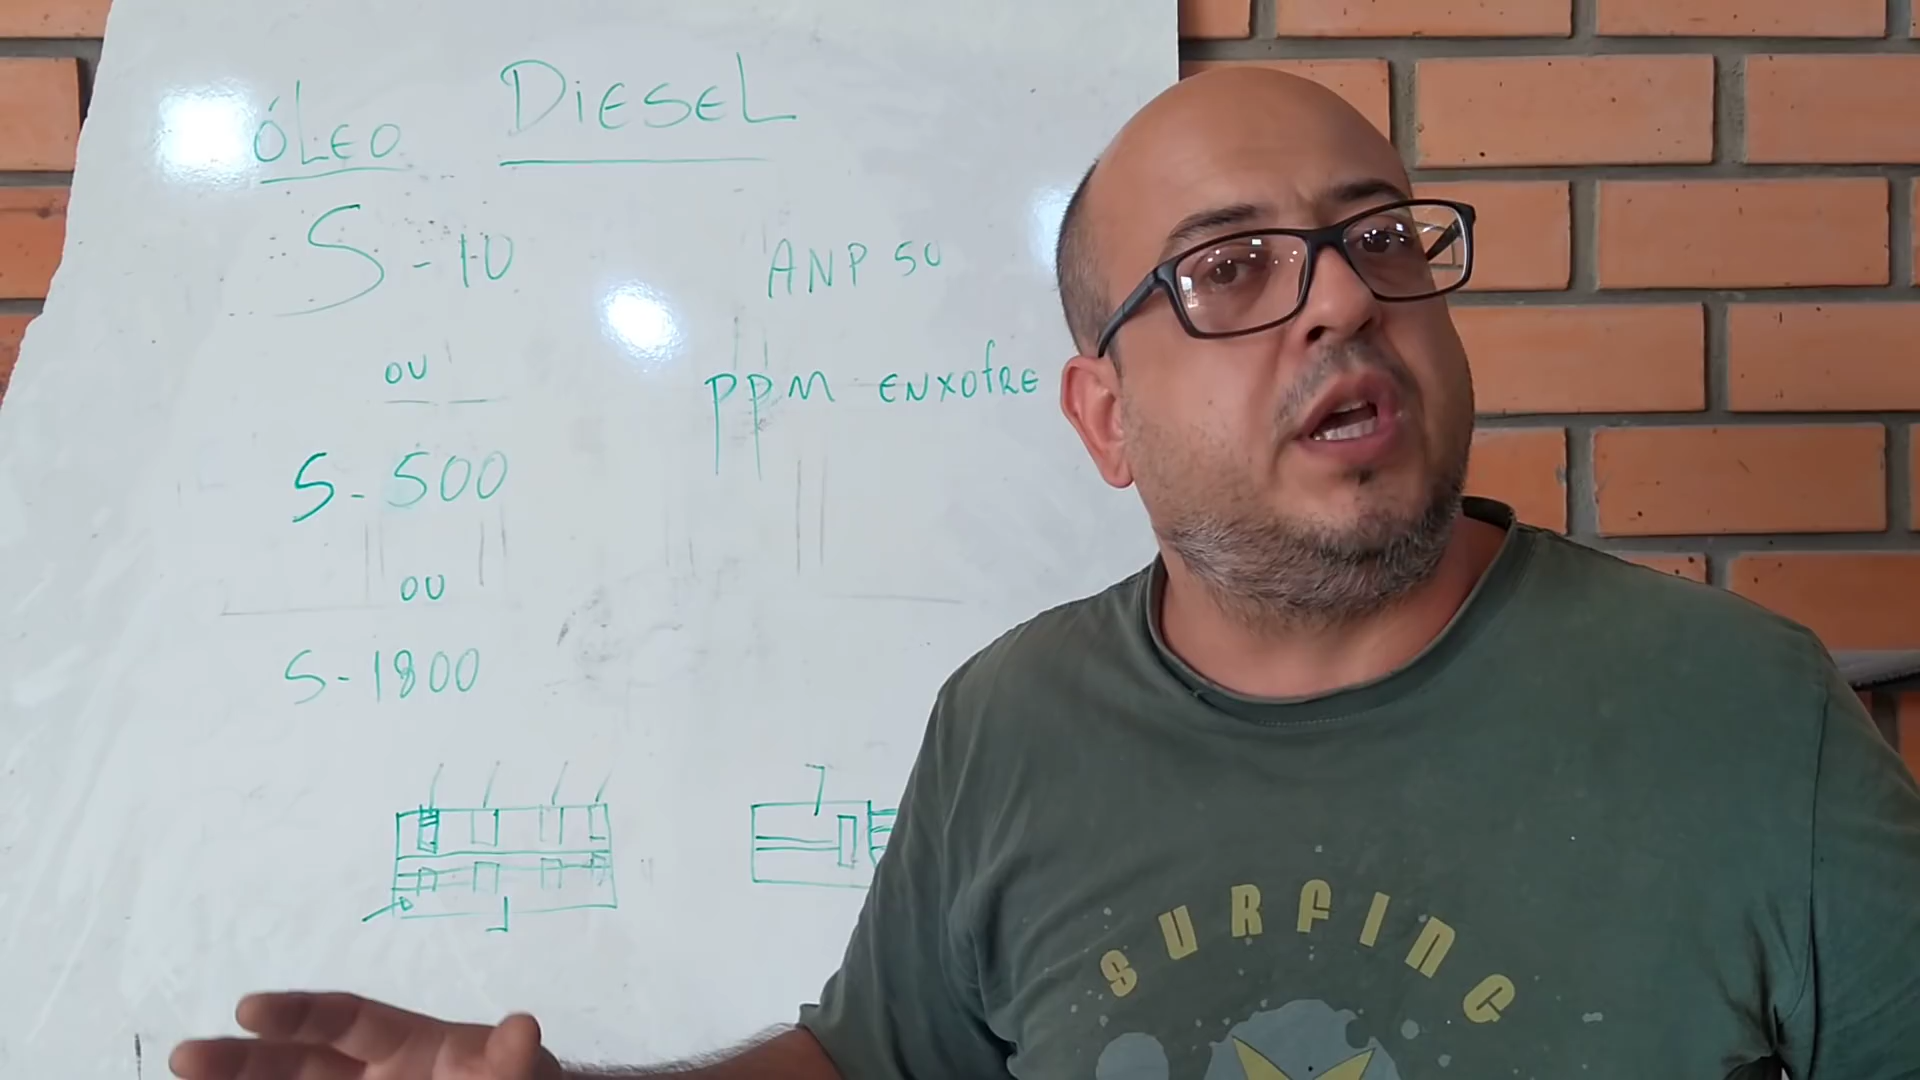 ÓLEO DiESEL
S-10
ANP 50
OU
PPM ENXOfRE
S-500
OU
S-1800
SURFING